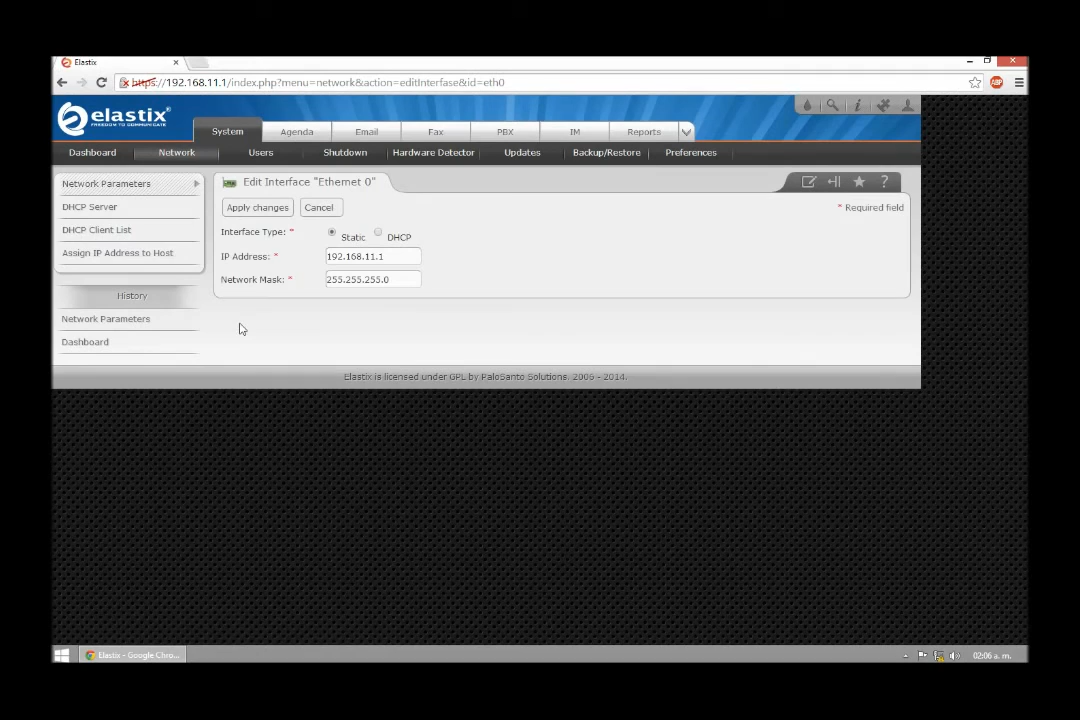 Elastix
https://192.168.11.1/index.php?menu=network&action=editInterfase&id=eth0
ABP
elastix
FREEDOM TO COMMUNICATE
System
Agenda
Email
Fax
PBX
IM
Reports
Dashboard
Network
Users
Shutdown
Hardware Detector
Updates
Backup/Restore
Preferences
Network Parameters
DHCP Server
DHCP Client List
Assign IP Address to Host
History
Network Parameters
Dashboard
Edit Interface "Ethernet 0"
Apply changes
Cancel
* Required field
Interface Type: *
Static
DHCP
IP Address: *
192.168.11.1
Network Mask: *
255.255.255.0
Elastix is licensed under GPL by PaloSanto Solutions. 2006 - 2014.
Elastix - Google Chro...
02:06 a. m.